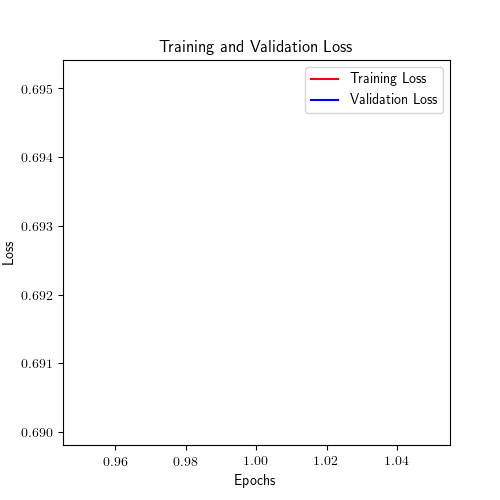 Training and Validation Loss
Training Loss
Validation Loss
0.695
0.694
0.693
0.692
0.691
0.690
Loss
0.96 0.98 1.00 1.02 1.04
Epochs